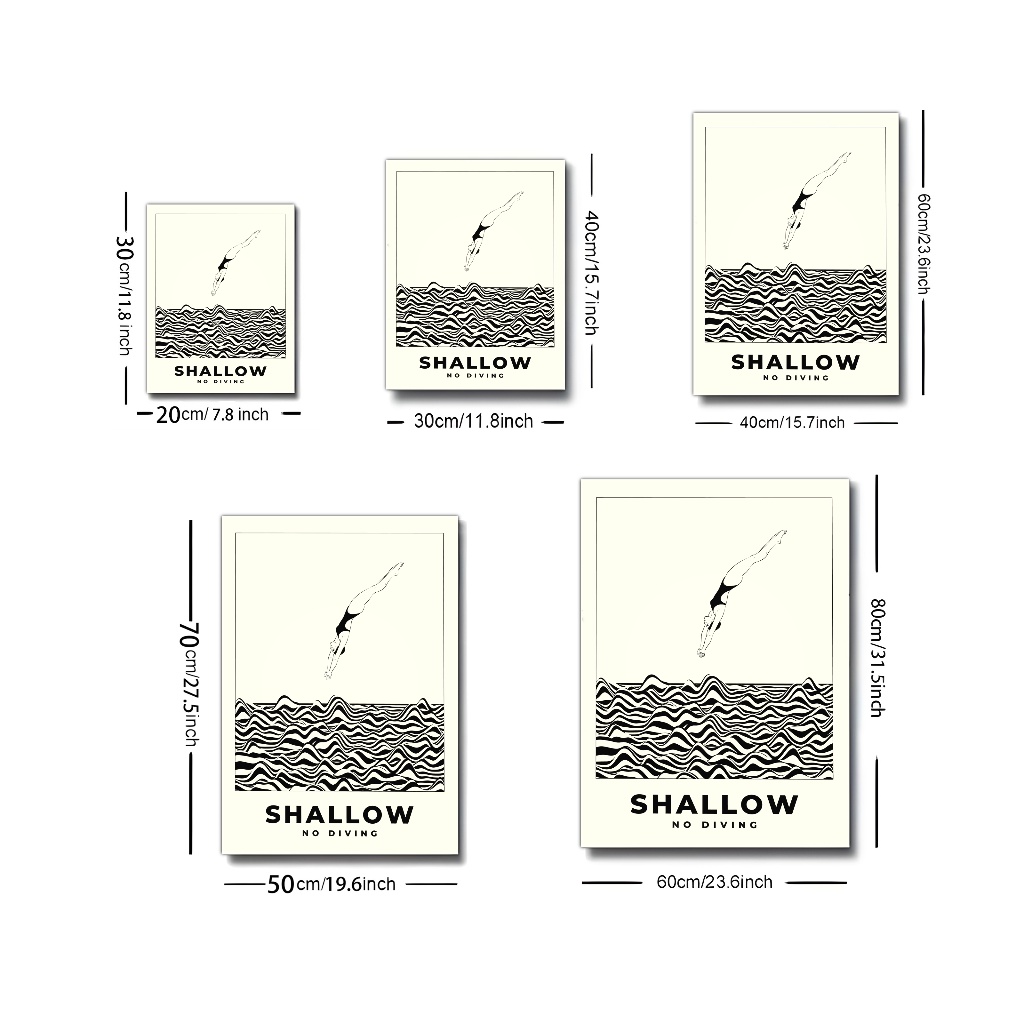 30cm/11.8 inch
SHALLOW
NO DIVING
20cm/ 7.8 inch
40cm/15.7inch
SHALLOW
NO DIVING
30cm/11.8inch
60cm/23.6inch
SHALLOW
NO DIVING
40cm/15.7inch
70cm/27.5inch
SHALLOW
NO DIVING
50cm/19.6inch
80cm/31.5inch
SHALLOW
NO DIVING
60cm/23.6inch